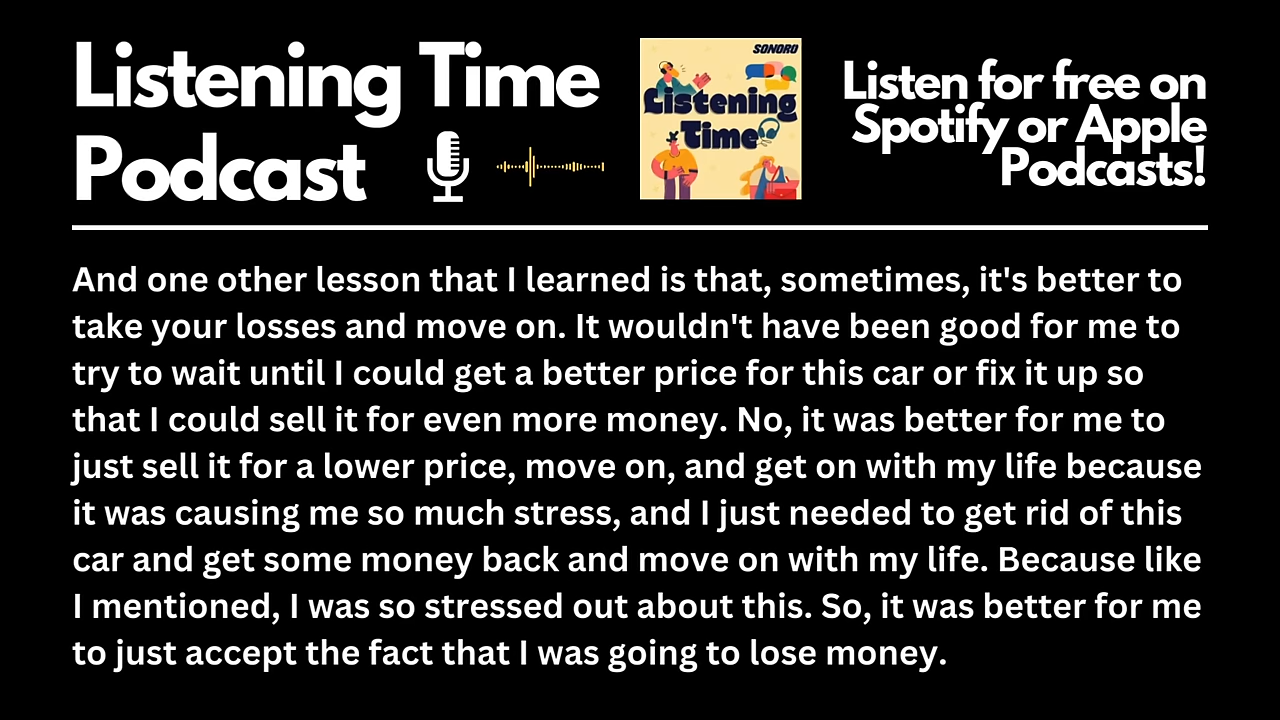 Listening Time
Podcast
SONORO
Listening
Time
Listen for free on
Spotify or Apple
Podcasts!
And one other lesson that I learned is that, sometimes, it's better to
take your losses and move on. It wouldn't have been good for me to
try to wait until I could get a better price for this car or fix it up so
that I could sell it for even more money. No, it was better for me to
just sell it for a lower price, move on, and get on with my life because
it was causing me so much stress, and I just needed to get rid of this
car and get some money back and move on with my life. Because like
I mentioned, I was so stressed out about this. So, it was better for me
to just accept the fact that I was going to lose money.